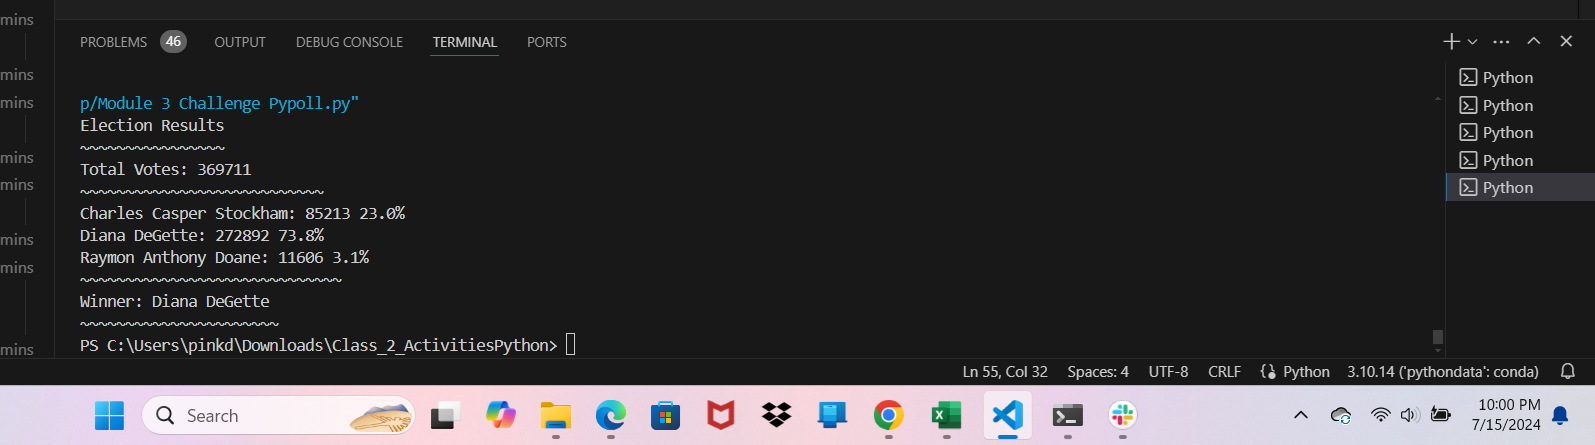 mins
mins
mins
mins
mins
mins
mins
mins
PROBLEMS 46 OUTPUT DEBUG CONSOLE TERMINAL PORTS
p/Module 3 Challenge Pypoll.py"
Election Results
~~~~~~~~~~~~~~~~
Total Votes: 369711
~~~~~~~~~~~~~~~~~~~~~~~~~~~
Charles Casper Stockham: 85213 23.0%
Diana DeGette: 272892 73.8%
Raymon Anthony Doane: 11606 3.1%
~~~~~~~~~~~~~~~~~~~~~~~~~~~~~
Winner: Diana DeGette
~~~~~~~~~~~~~~~~~~~~~~
PS C:\Users\pinkd\Downloads\Class_2_ActivitiesPython>
Python
Python
Python
Python
Python
Ln 55, Col 32 Spaces: 4 UTF-8 CRLF Python 3.10.14 ('pythondata': conda)
Search
10:00 PM
7/15/2024